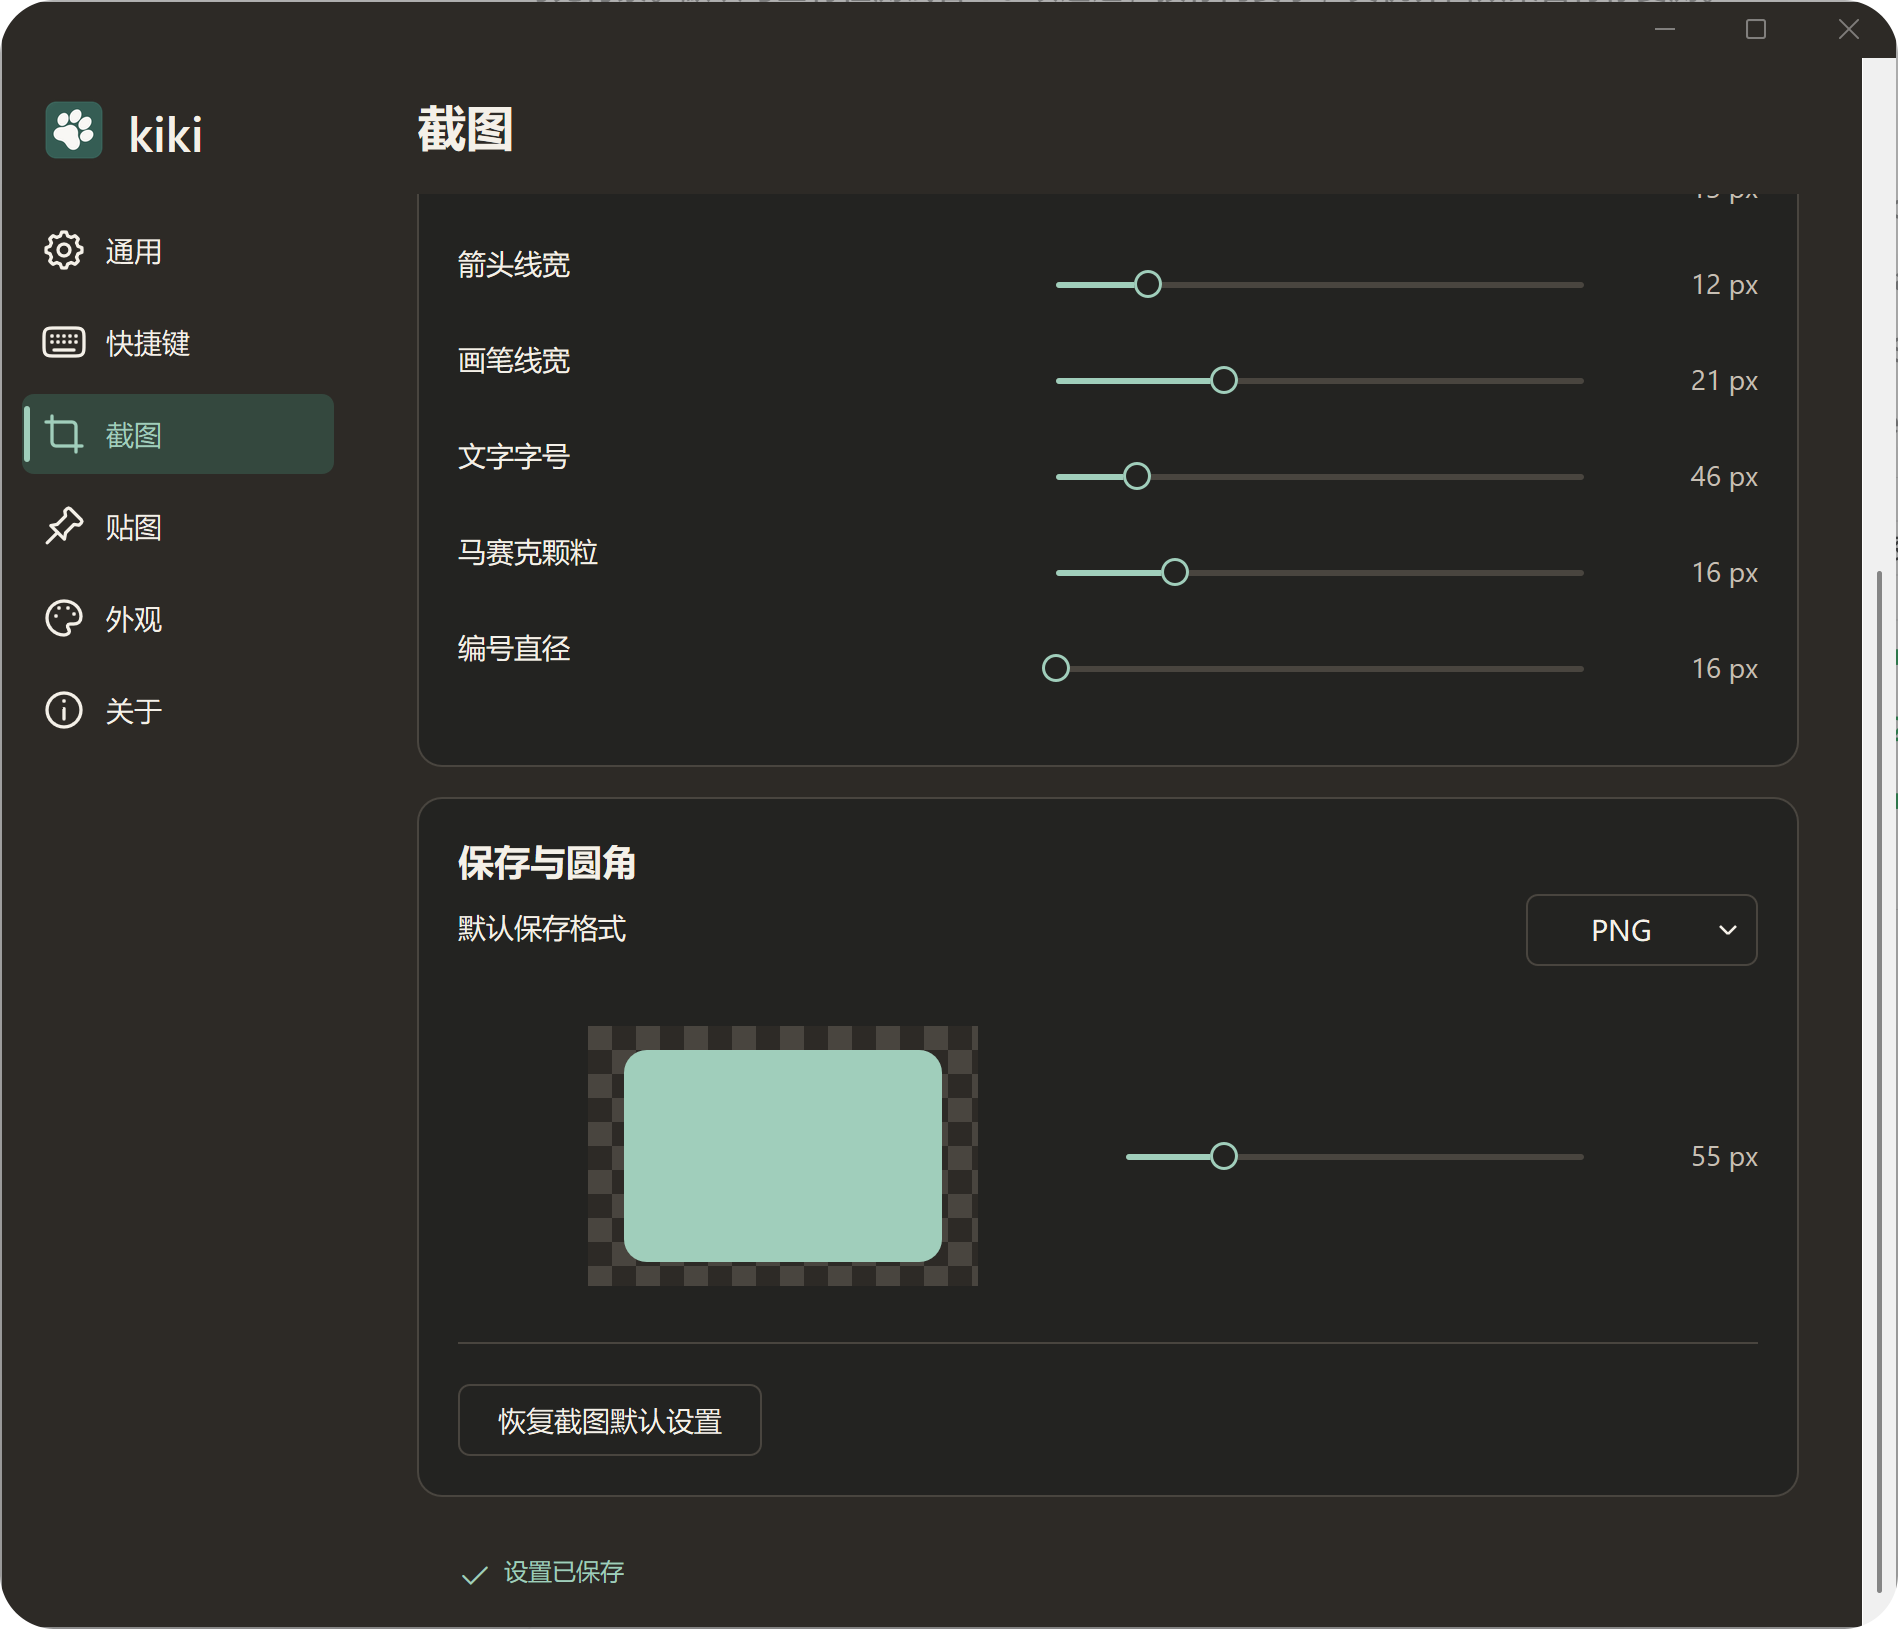 kiki
截图
通用
快捷键
截图
贴图
外观
关于
箭头线宽
12 px
画笔线宽
21 px
文字字号
46 px
马赛克颗粒
16 px
编号直径
16 px
保存与圆角
默认保存格式
PNG
55 px
恢复截图默认设置
设置已保存